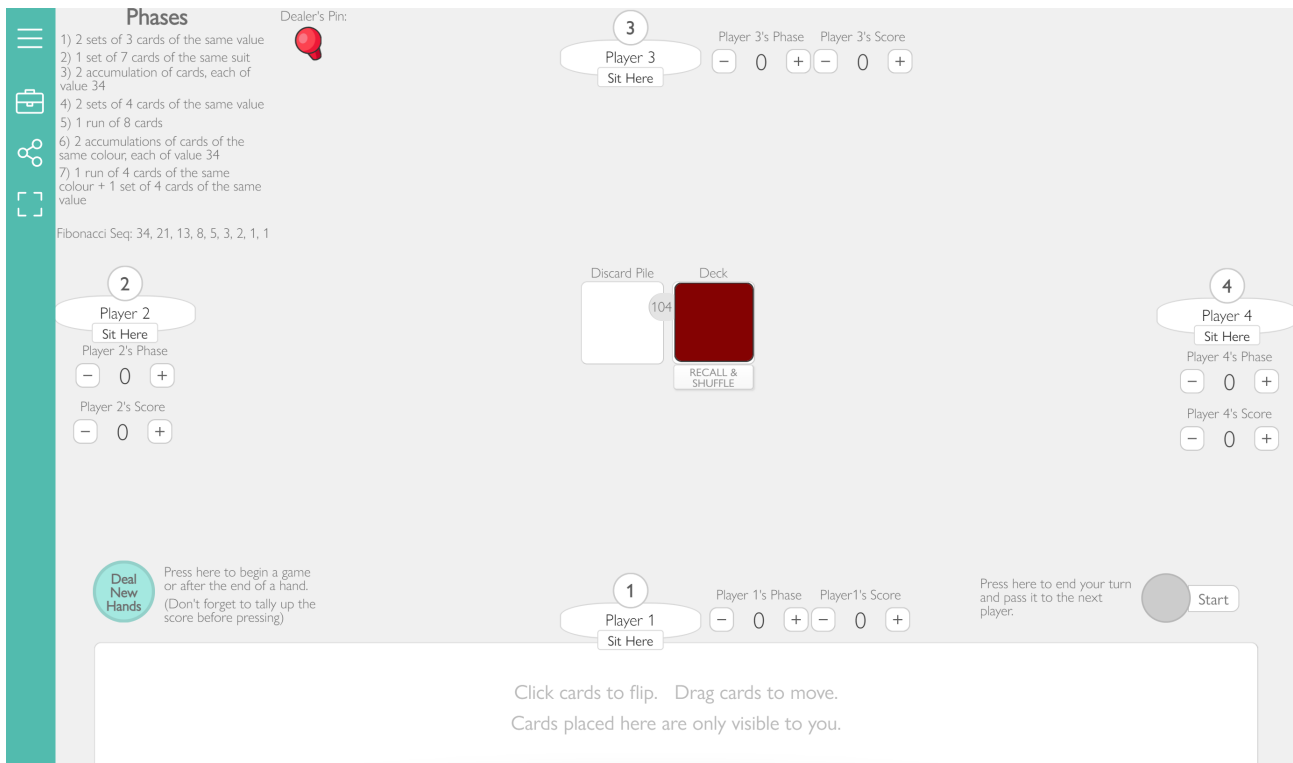 Phases
1) 2 sets of 3 cards of the same value
2) 1 set of 7 cards of the same suit
3) 2 accumulation of cards, each of
value 34
4) 2 sets of 4 cards of the same value
5) 1 run of 8 cards
6) 2 accumulations of cards of the
same colour, each of value 34
7) 1 run of 4 cards of the same
colour + 1 set of 4 cards of the same
value
Fibonacci Seq: 34, 21, 13, 8, 5, 3, 2, 1, 1
Dealer's Pin:
3
Player 3
Sit Here
Player 3's Phase
− 0 +
Player 3's Score
− 0 +
2
Player 2
Sit Here
Player 2's Phase
− 0 +
Player 2's Score
− 0 +
Discard Pile
Deck
104
RECALL &
SHUFFLE
4
Player 4
Sit Here
Player 4's Phase
− 0 +
Player 4's Score
− 0 +
Deal
New
Hands
Press here to begin a game
or after the end of a hand.
(Don't forget to tally up the
score before pressing)
1
Player 1
Sit Here
Player 1's Phase
− 0 +
Player1's Score
− 0 +
Press here to end your turn
and pass it to the next
player.
Start
Click cards to flip. Drag cards to move.
Cards placed here are only visible to you.